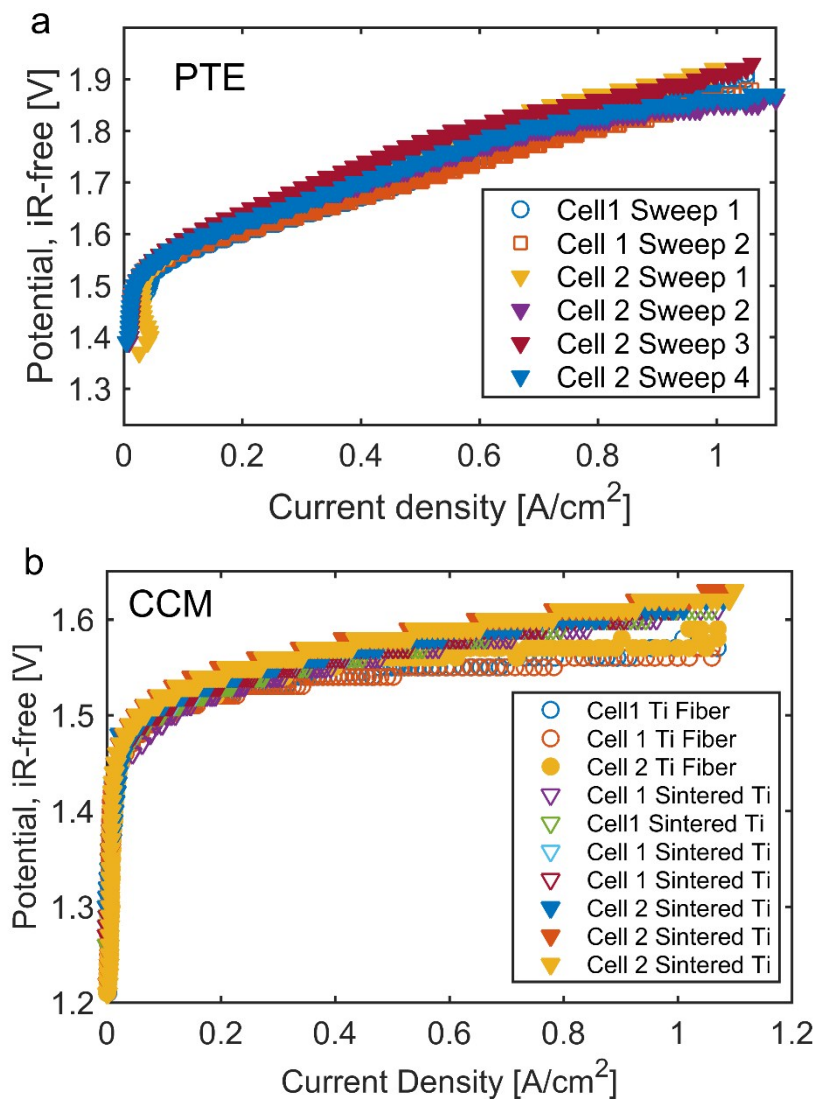 a
PTE
1.9
1.8
1.7
1.6
1.5
1.4
1.3
Potential, iR-free [V]
Cell1 Sweep 1
Cell 1 Sweep 2
Cell 2 Sweep 1
Cell 2 Sweep 2
Cell 2 Sweep 3
Cell 2 Sweep 4
0 0.2 0.4 0.6 0.8 1
Current density [A/cm²]
b
CCM
1.6
1.5
1.4
1.3
1.2
Potential, iR-free [V]
Cell1 Ti Fiber
Cell 1 Ti Fiber
Cell 2 Ti Fiber
Cell 1 Sintered Ti
Cell1 Sintered Ti
Cell 1 Sintered Ti
Cell 1 Sintered Ti
Cell 2 Sintered Ti
Cell 2 Sintered Ti
Cell 2 Sintered Ti
0 0.2 0.4 0.6 0.8 1 1.2
Current Density [A/cm²]